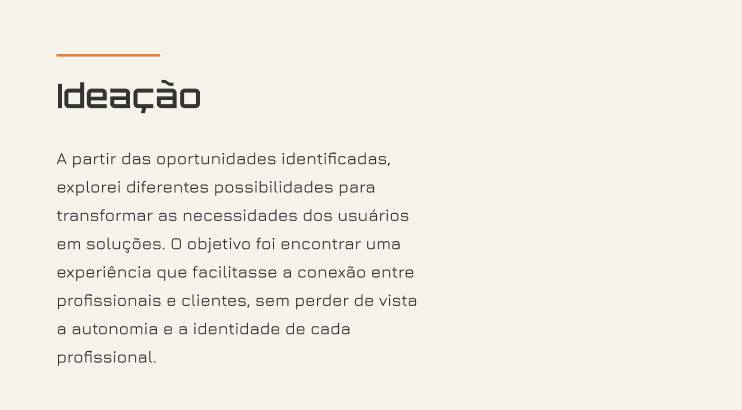 Ideação
A partir das oportunidades identificadas,
explorei diferentes possibilidades para
transformar as necessidades dos usuários
em soluções. O objetivo foi encontrar uma
experiência que facilitasse a conexão entre
profissionais e clientes, sem perder de vista
a autonomia e a identidade de cada
profissional.